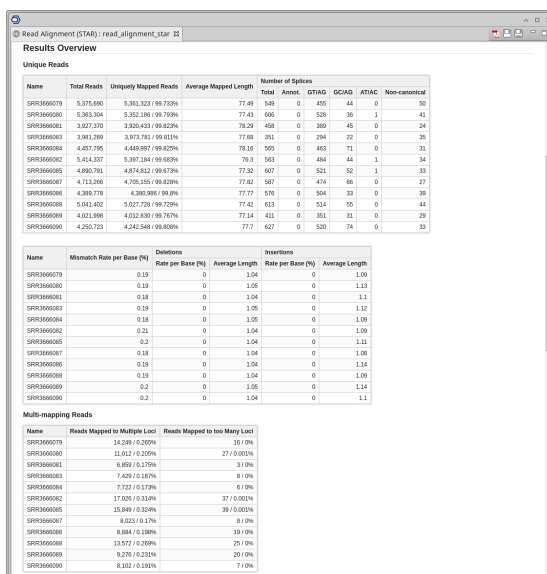 Read Alignment (STAR) : read_alignment_star
Results Overview
Unique Reads
Name Total Reads Uniquely Mapped Reads Average Mapped Length Number of Splices
Total Annot. GT/AG GC/AG AT/AC Non-canonical
SRR3666079 5,375,690 5,361,323 / 99.733% 77.49 549 0 455 44 0 50
SRR3666080 5,363,304 5,352,186 / 99.793% 77.43 606 0 528 36 1 41
SRR3666081 3,927,370 3,920,433 / 99.823% 78.29 458 0 389 45 0 24
SRR3666083 3,981,289 3,973,781 / 99.811% 77.68 351 0 294 22 0 35
SRR3666084 4,457,795 4,449,997 / 99.825% 78.16 565 0 463 71 0 31
SRR3666082 5,414,337 5,397,184 / 99.683% 76.3 563 0 484 44 1 34
SRR3666085 4,890,791 4,874,812 / 99.673% 77.32 607 0 521 52 1 33
SRR3666087 4,713,266 4,705,155 / 99.828% 77.82 587 0 474 86 0 27
SRR3666086 4,389,778 4,380,986 / 99.8% 77.77 576 0 504 33 0 39
SRR3666088 5,041,402 5,027,728 / 99.729% 77.42 613 0 514 55 0 44
SRR3666089 4,021,998 4,012,630 / 99.767% 77.14 411 0 351 31 0 29
SRR3666090 4,250,723 4,242,548 / 99.808% 77.7 627 0 520 74 0 33
Name Mismatch Rate per Base (%) Deletions Insertions
Rate per Base (%) Average Length Rate per Base (%) Average Length
SRR3666079 0.19 0 1.04 0 1.09
SRR3666080 0.19 0 1.05 0 1.13
SRR3666081 0.18 0 1.04 0 1.1
SRR3666083 0.19 0 1.05 0 1.12
SRR3666084 0.18 0 1.05 0 1.09
SRR3666082 0.21 0 1.04 0 1.09
SRR3666085 0.2 0 1.04 0 1.11
SRR3666087 0.18 0 1.04 0 1.08
SRR3666086 0.19 0 1.04 0 1.14
SRR3666088 0.19 0 1.04 0 1.09
SRR3666089 0.2 0 1.05 0 1.14
SRR3666090 0.2 0 1.04 0 1.1
Multi-mapping Reads
Name Reads Mapped to Multiple Loci Reads Mapped to too Many Loci
SRR3666079 14,249 / 0.265% 16 / 0%
SRR3666080 11,012 / 0.205% 27 / 0.001%
SRR3666081 6,859 / 0.175% 3 / 0%
SRR3666083 7,429 / 0.187% 8 / 0%
SRR3666084 7,722 / 0.173% 6 / 0%
SRR3666082 17,026 / 0.314% 37 / 0.001%
SRR3666085 15,849 / 0.324% 39 / 0.001%
SRR3666087 8,023 / 0.17% 8 / 0%
SRR3666086 8,684 / 0.198% 19 / 0%
SRR3666088 13,572 / 0.269% 25 / 0%
SRR3666089 9,276 / 0.231% 20 / 0%
SRR3666090 8,102 / 0.191% 7 / 0%